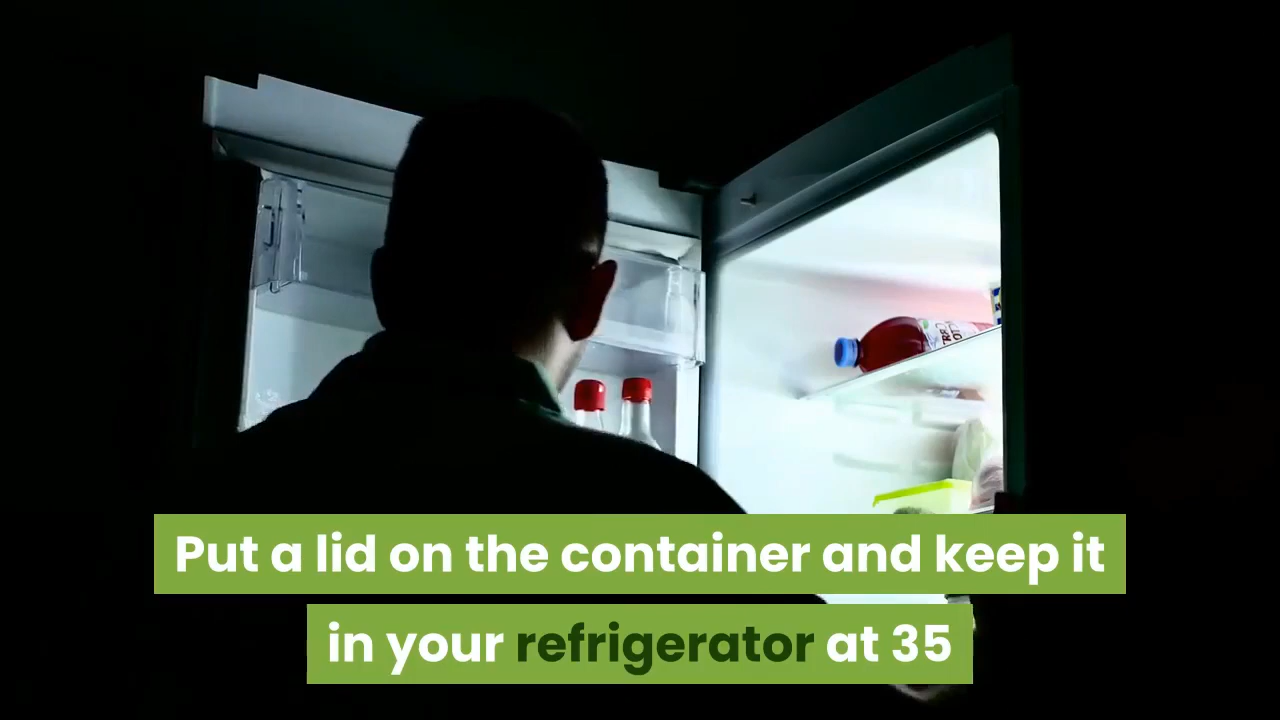 Put a lid on the container and keep it
in your refrigerator at 35